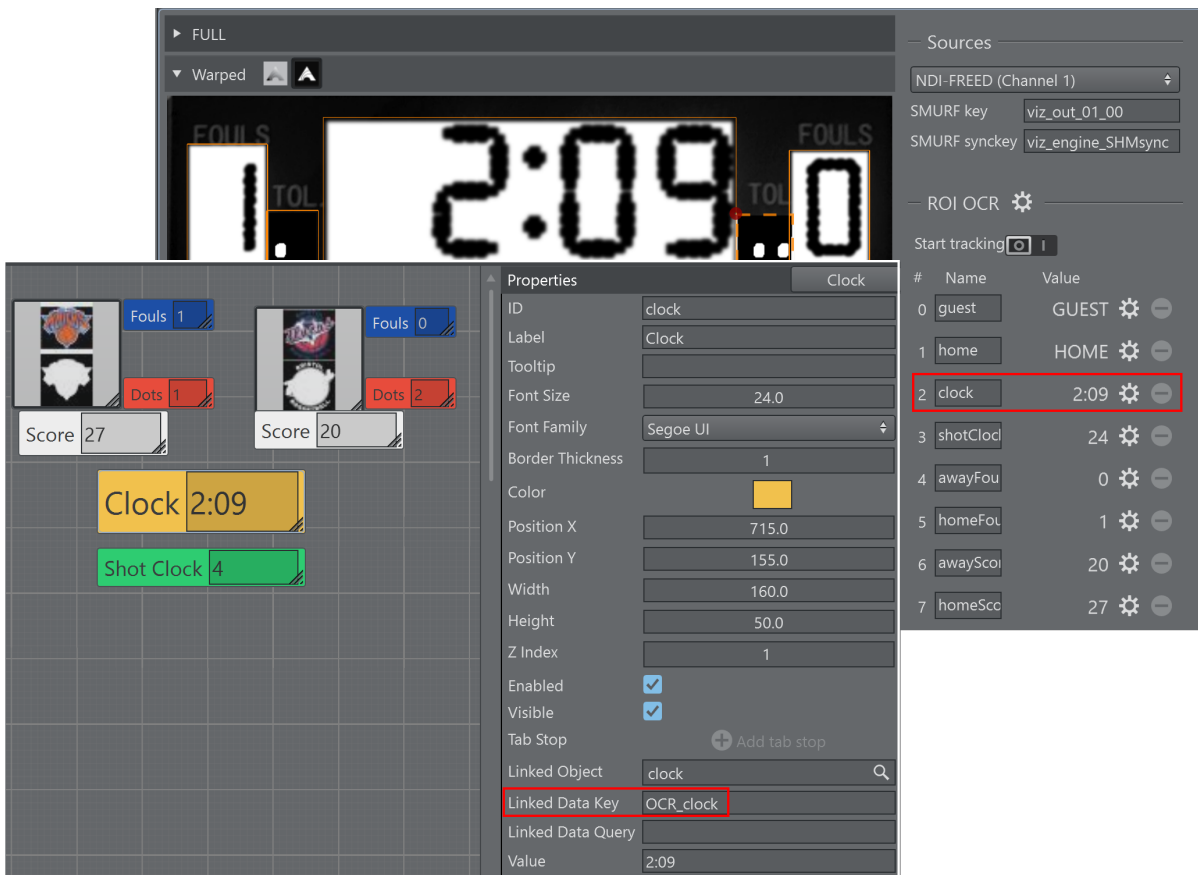 FULL
Warped
FOULS
TOL.
1
2:09
TOL
FOULS
0
Sources
NDI-FREED (Channel 1)
SMURF key viz_out_01_00
SMURF synckey viz_engine_SHMsync
ROI OCR
Start tracking O I
# Name Value
0 guest GUEST
1 home HOME
2 clock 2:09
3 shotClocl 24
4 awayFou 0
5 homeFou 1
6 awayScor 20
7 homeSco 27
Fouls 1
Dots 1
Score 27
Fouls 0
Dots 2
Score 20
Clock 2:09
Shot Clock 4
Properties Clock
ID clock
Label Clock
Tooltip
Font Size 24.0
Font Family Segoe UI
Border Thickness 1
Color
Position X 715.0
Position Y 155.0
Width 160.0
Height 50.0
Z Index 1
Enabled
Visible
Tab Stop Add tab stop
Linked Object clock
Linked Data Key OCR_clock
Linked Data Query
Value 2:09